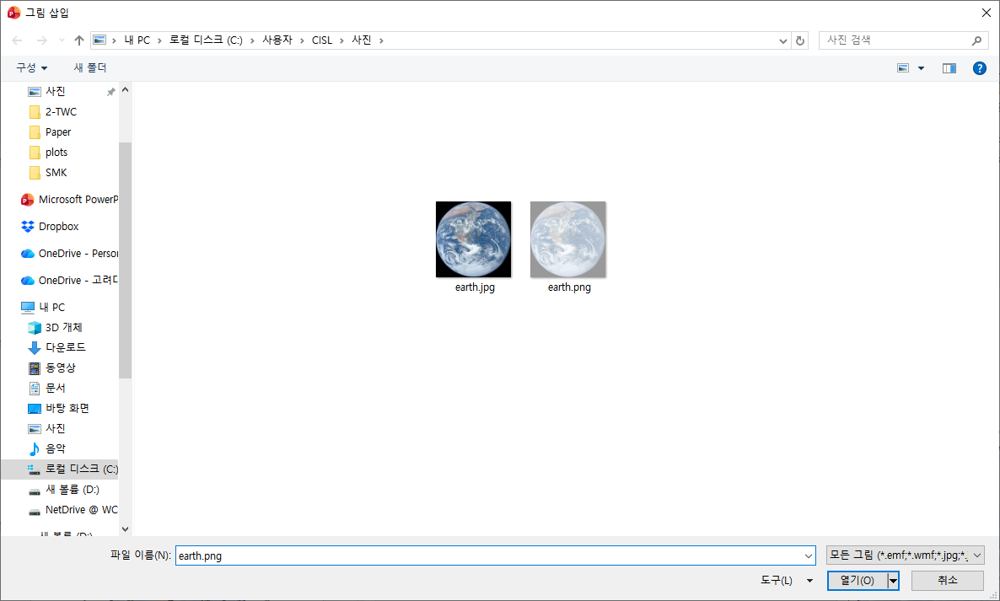 그림 삽입
내 PC > 로컬 디스크 (C:) > 사용자 > CISL > 사진 >
사진 검색
구성
새 폴더
사진
2-TWC
Paper
plots
SMK
Microsoft PowerP
Dropbox
OneDrive - Person
OneDrive - 고려대
내 PC
3D 개체
다운로드
동영상
문서
바탕 화면
사진
음악
로컬 디스크 (C:)
새 볼륨 (D:)
NetDrive @ WC
새 볼륨 (D:)
earth.jpg
earth.png
파일 이름(N):
earth.png
모든 그림 (*.emf;*.wmf;*.jpg;*.
도구(L)
열기(O)
취소